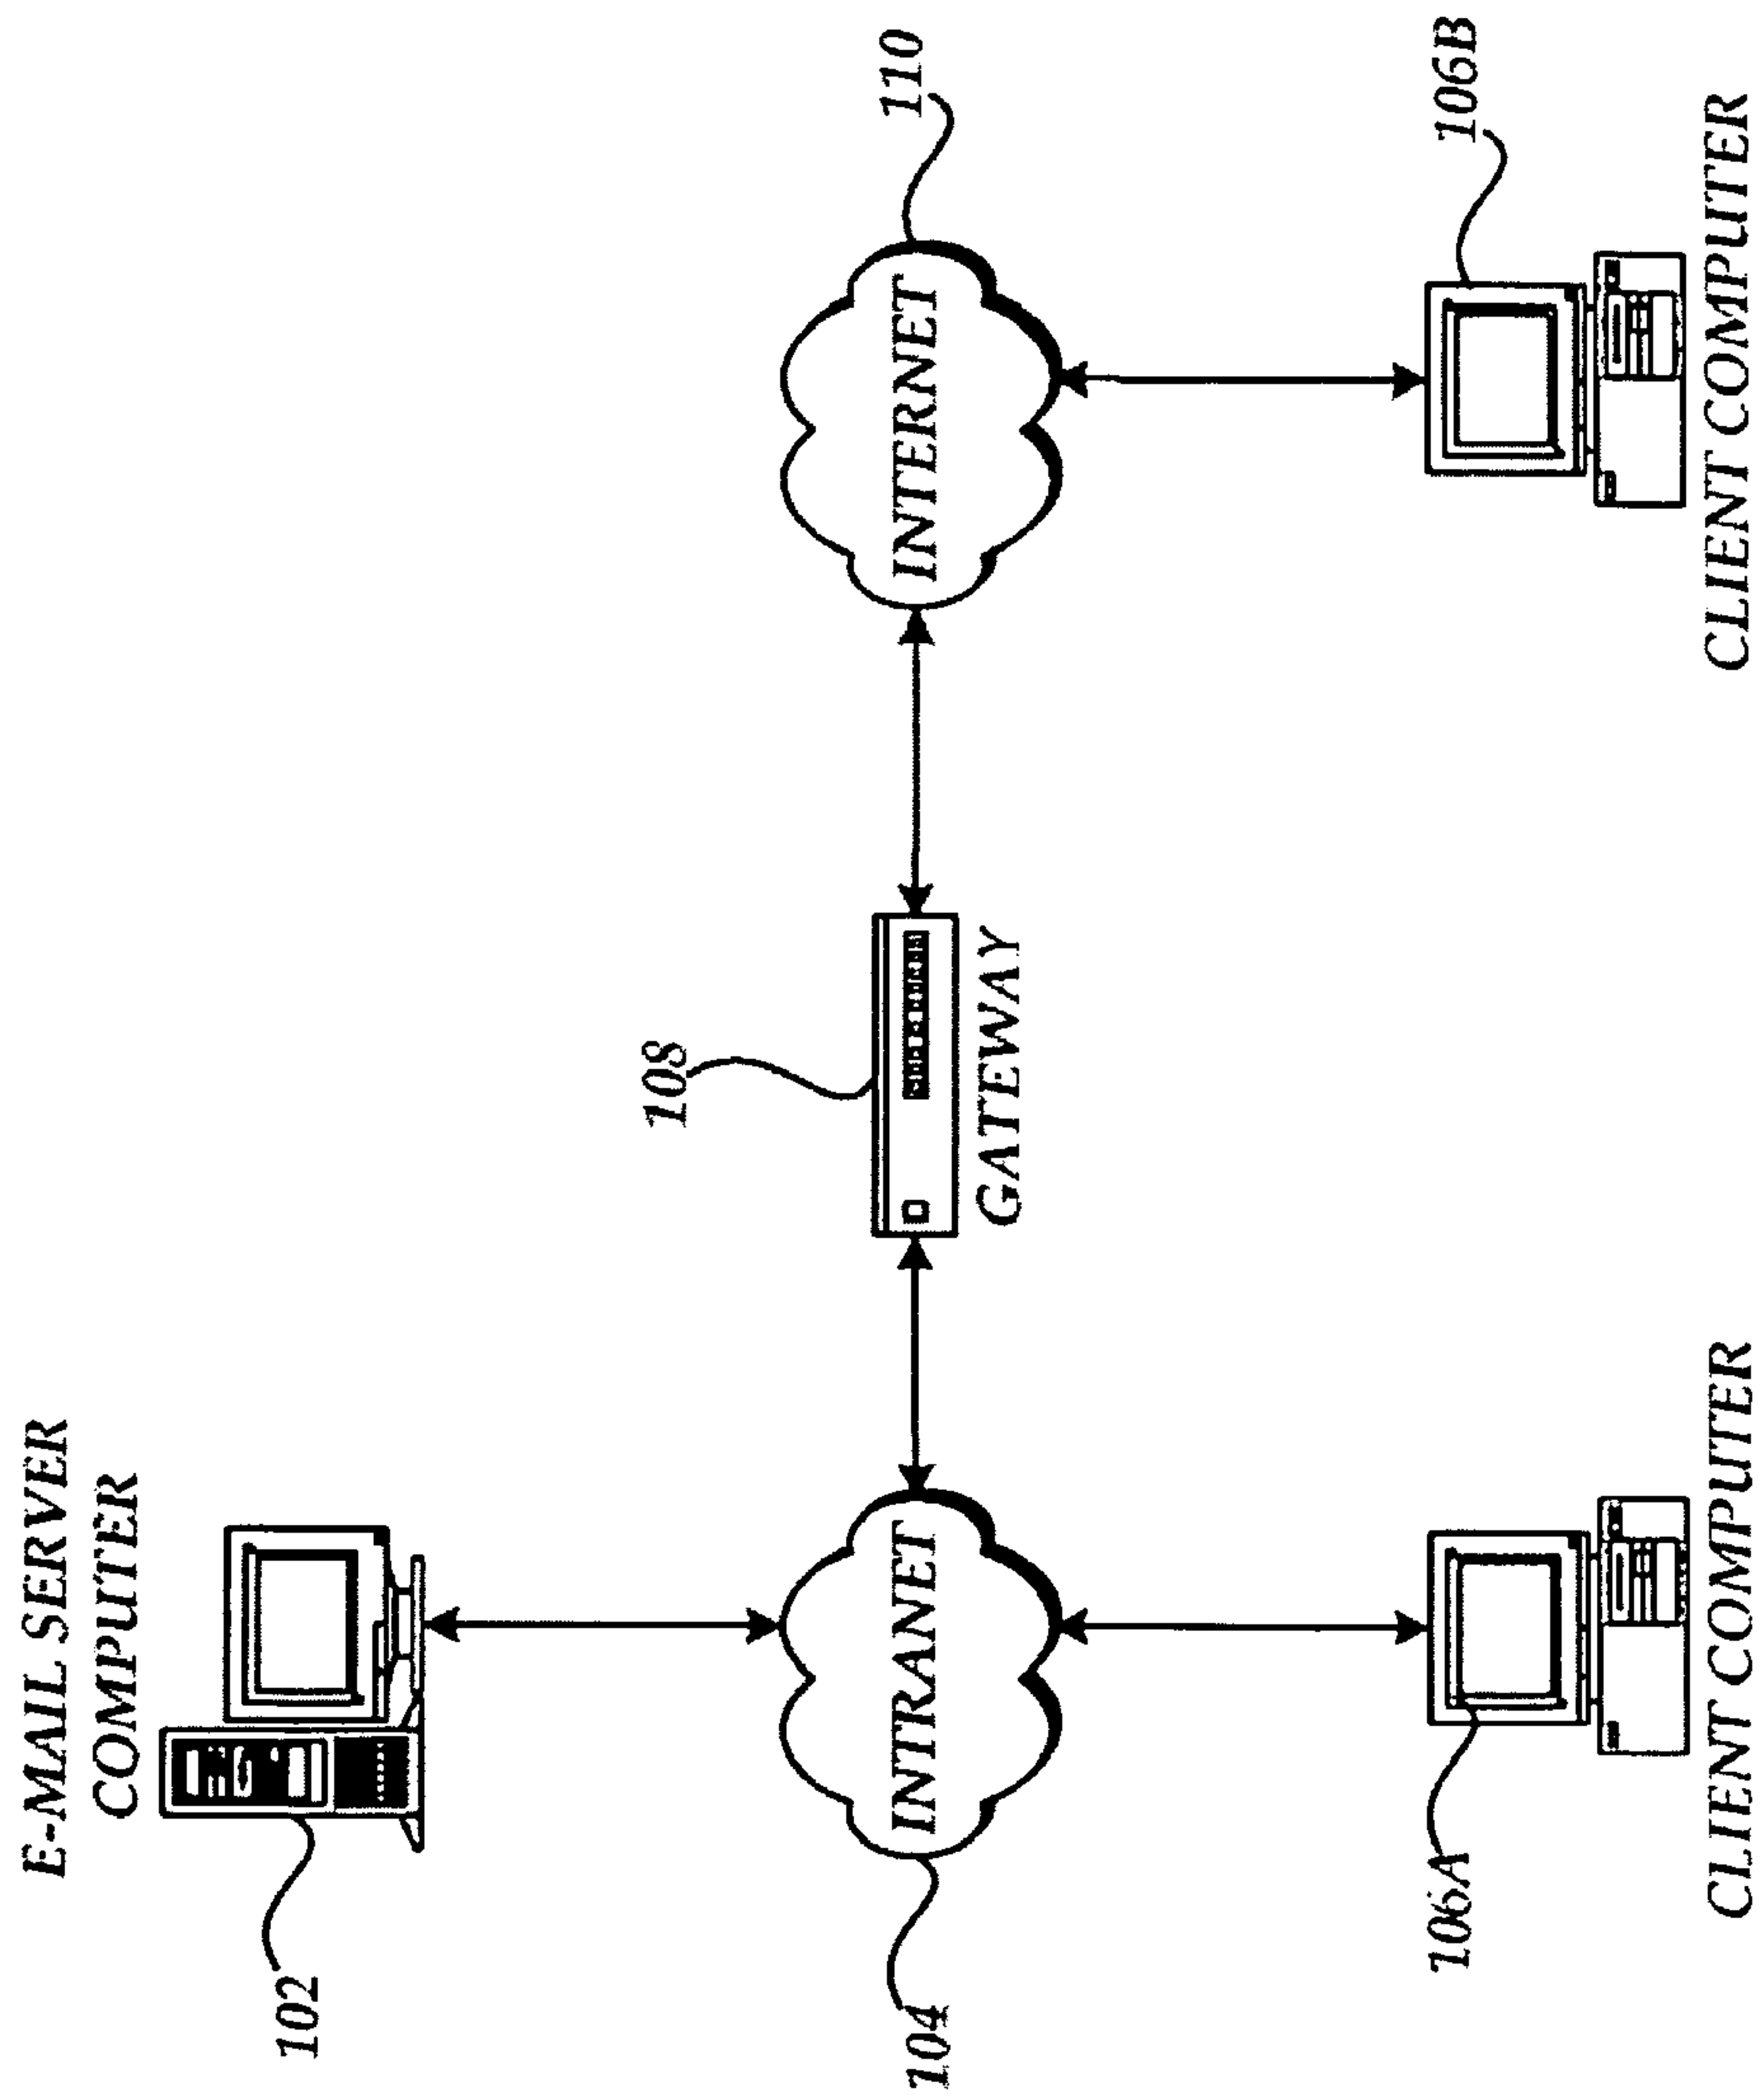 E-MAIL SERVER
COMPUTER
102
108
110
INTRANET
INTERNET
104
GATEWAY
106A
106B
CLIENT COMPUTER
CLIENT COMPUTER